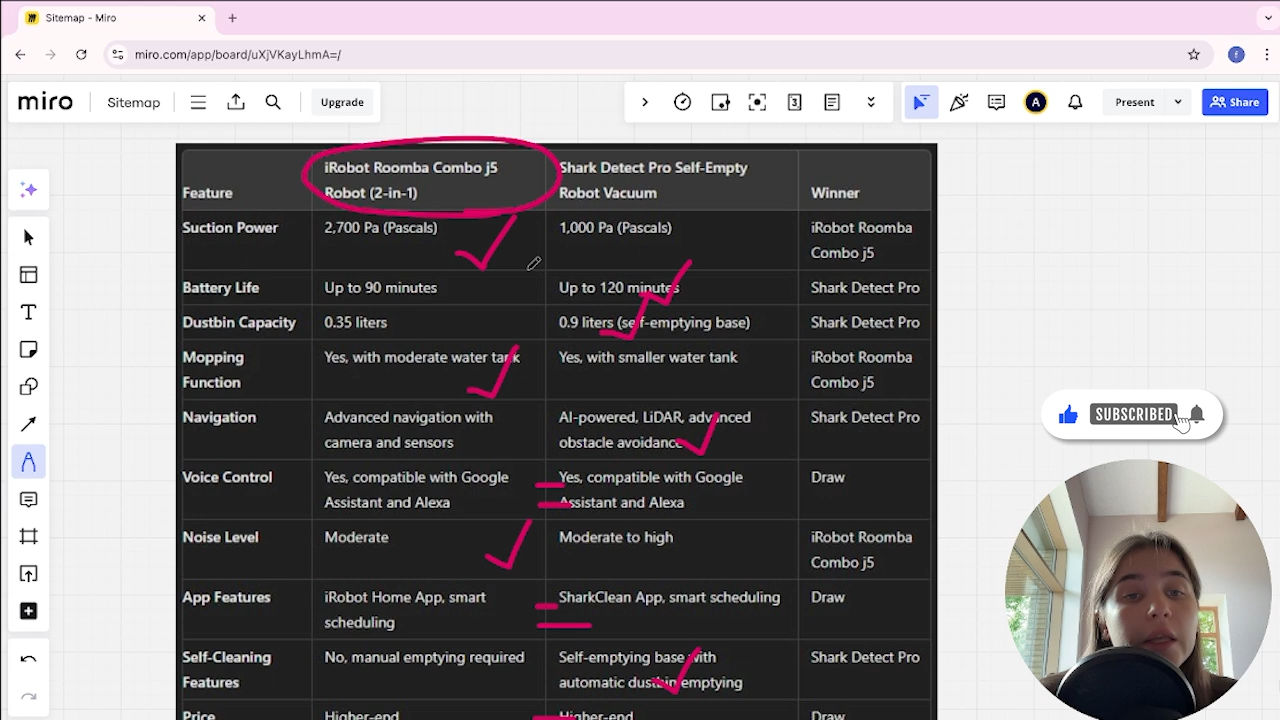 Sitemap - Miro
miro.com/app/board/uXjVKayLhmA=/
f
miro
Sitemap
Upgrade
3
A
Present
Share
Feature
iRobot Roomba Combo j5
Robot (2-in-1)
Shark Detect Pro Self-Empty
Robot Vacuum
Winner
Suction Power
2,700 Pa (Pascals)
1,000 Pa (Pascals)
iRobot Roomba
Combo j5
Battery Life
Up to 90 minutes
Up to 120 minutes
Shark Detect Pro
Dustbin Capacity
0.35 liters
0.9 liters (self-emptying base)
Shark Detect Pro
Mopping
Function
Yes, with moderate water tank
Yes, with smaller water tank
iRobot Roomba
Combo j5
Navigation
Advanced navigation with
camera and sensors
AI-powered, LiDAR, advanced
obstacle avoidance
Shark Detect Pro
Voice Control
Yes, compatible with Google
Assistant and Alexa
Yes, compatible with Google
Assistant and Alexa
Draw
Noise Level
Moderate
Moderate to high
iRobot Roomba
Combo j5
App Features
iRobot Home App, smart
scheduling
SharkClean App, smart scheduling
Draw
Self-Cleaning
Features
No, manual emptying required
Self-emptying base with
automatic dustbin emptying
Shark Detect Pro
Price
Higher-end
Higher-end
Draw
SUBSCRIBED